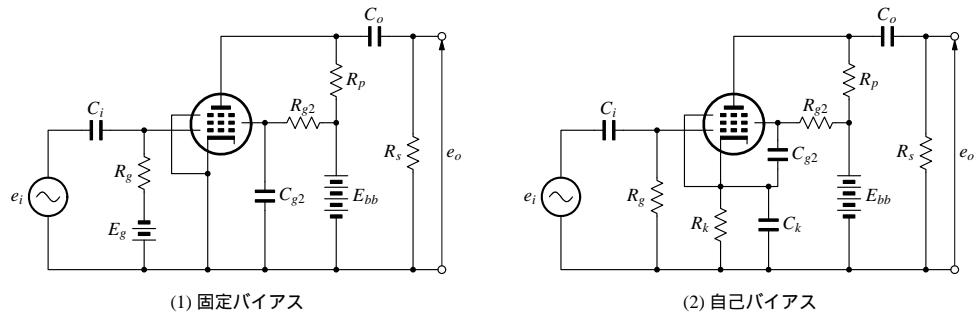 C_o
R_p
C_i
R_g2
R_s
e_o
R_g
e_i
C_g2
E_bb
E_g
(1) 固定バイアス
C_o
R_p
C_i
R_g2
C_g2
R_s
e_o
e_i
R_g
R_k
C_k
E_bb
(2) 自己バイアス